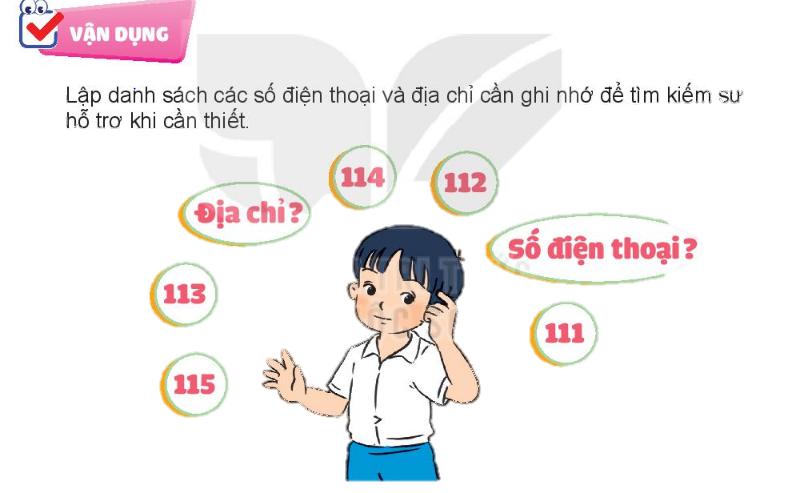 VẬN DỤNG
Lập danh sách các số điện thoại và địa chỉ cần ghi nhớ để tìm kiếm sự
hỗ trợ khi cần thiết.
114
112
Địa chỉ?
Số điện thoại?
113
111
115